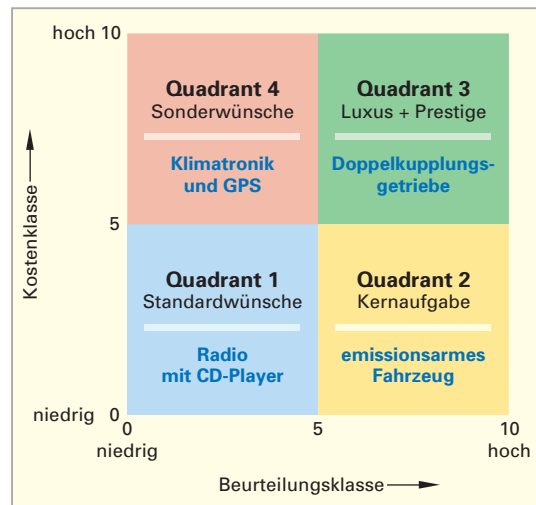 hoch 10
Quadrant 4
Sonderwünsche
Klimatronik
und GPS
Quadrant 3
Luxus + Prestige
Doppelkupplungs-
getriebe
Kostenklasse
5
Quadrant 1
Standardwünsche
Radio
mit CD-Player
Quadrant 2
Kernaufgabe
emissionsarmes
Fahrzeug
niedrig 0
0 5 10
niedrig hoch
Beurteilungsklasse